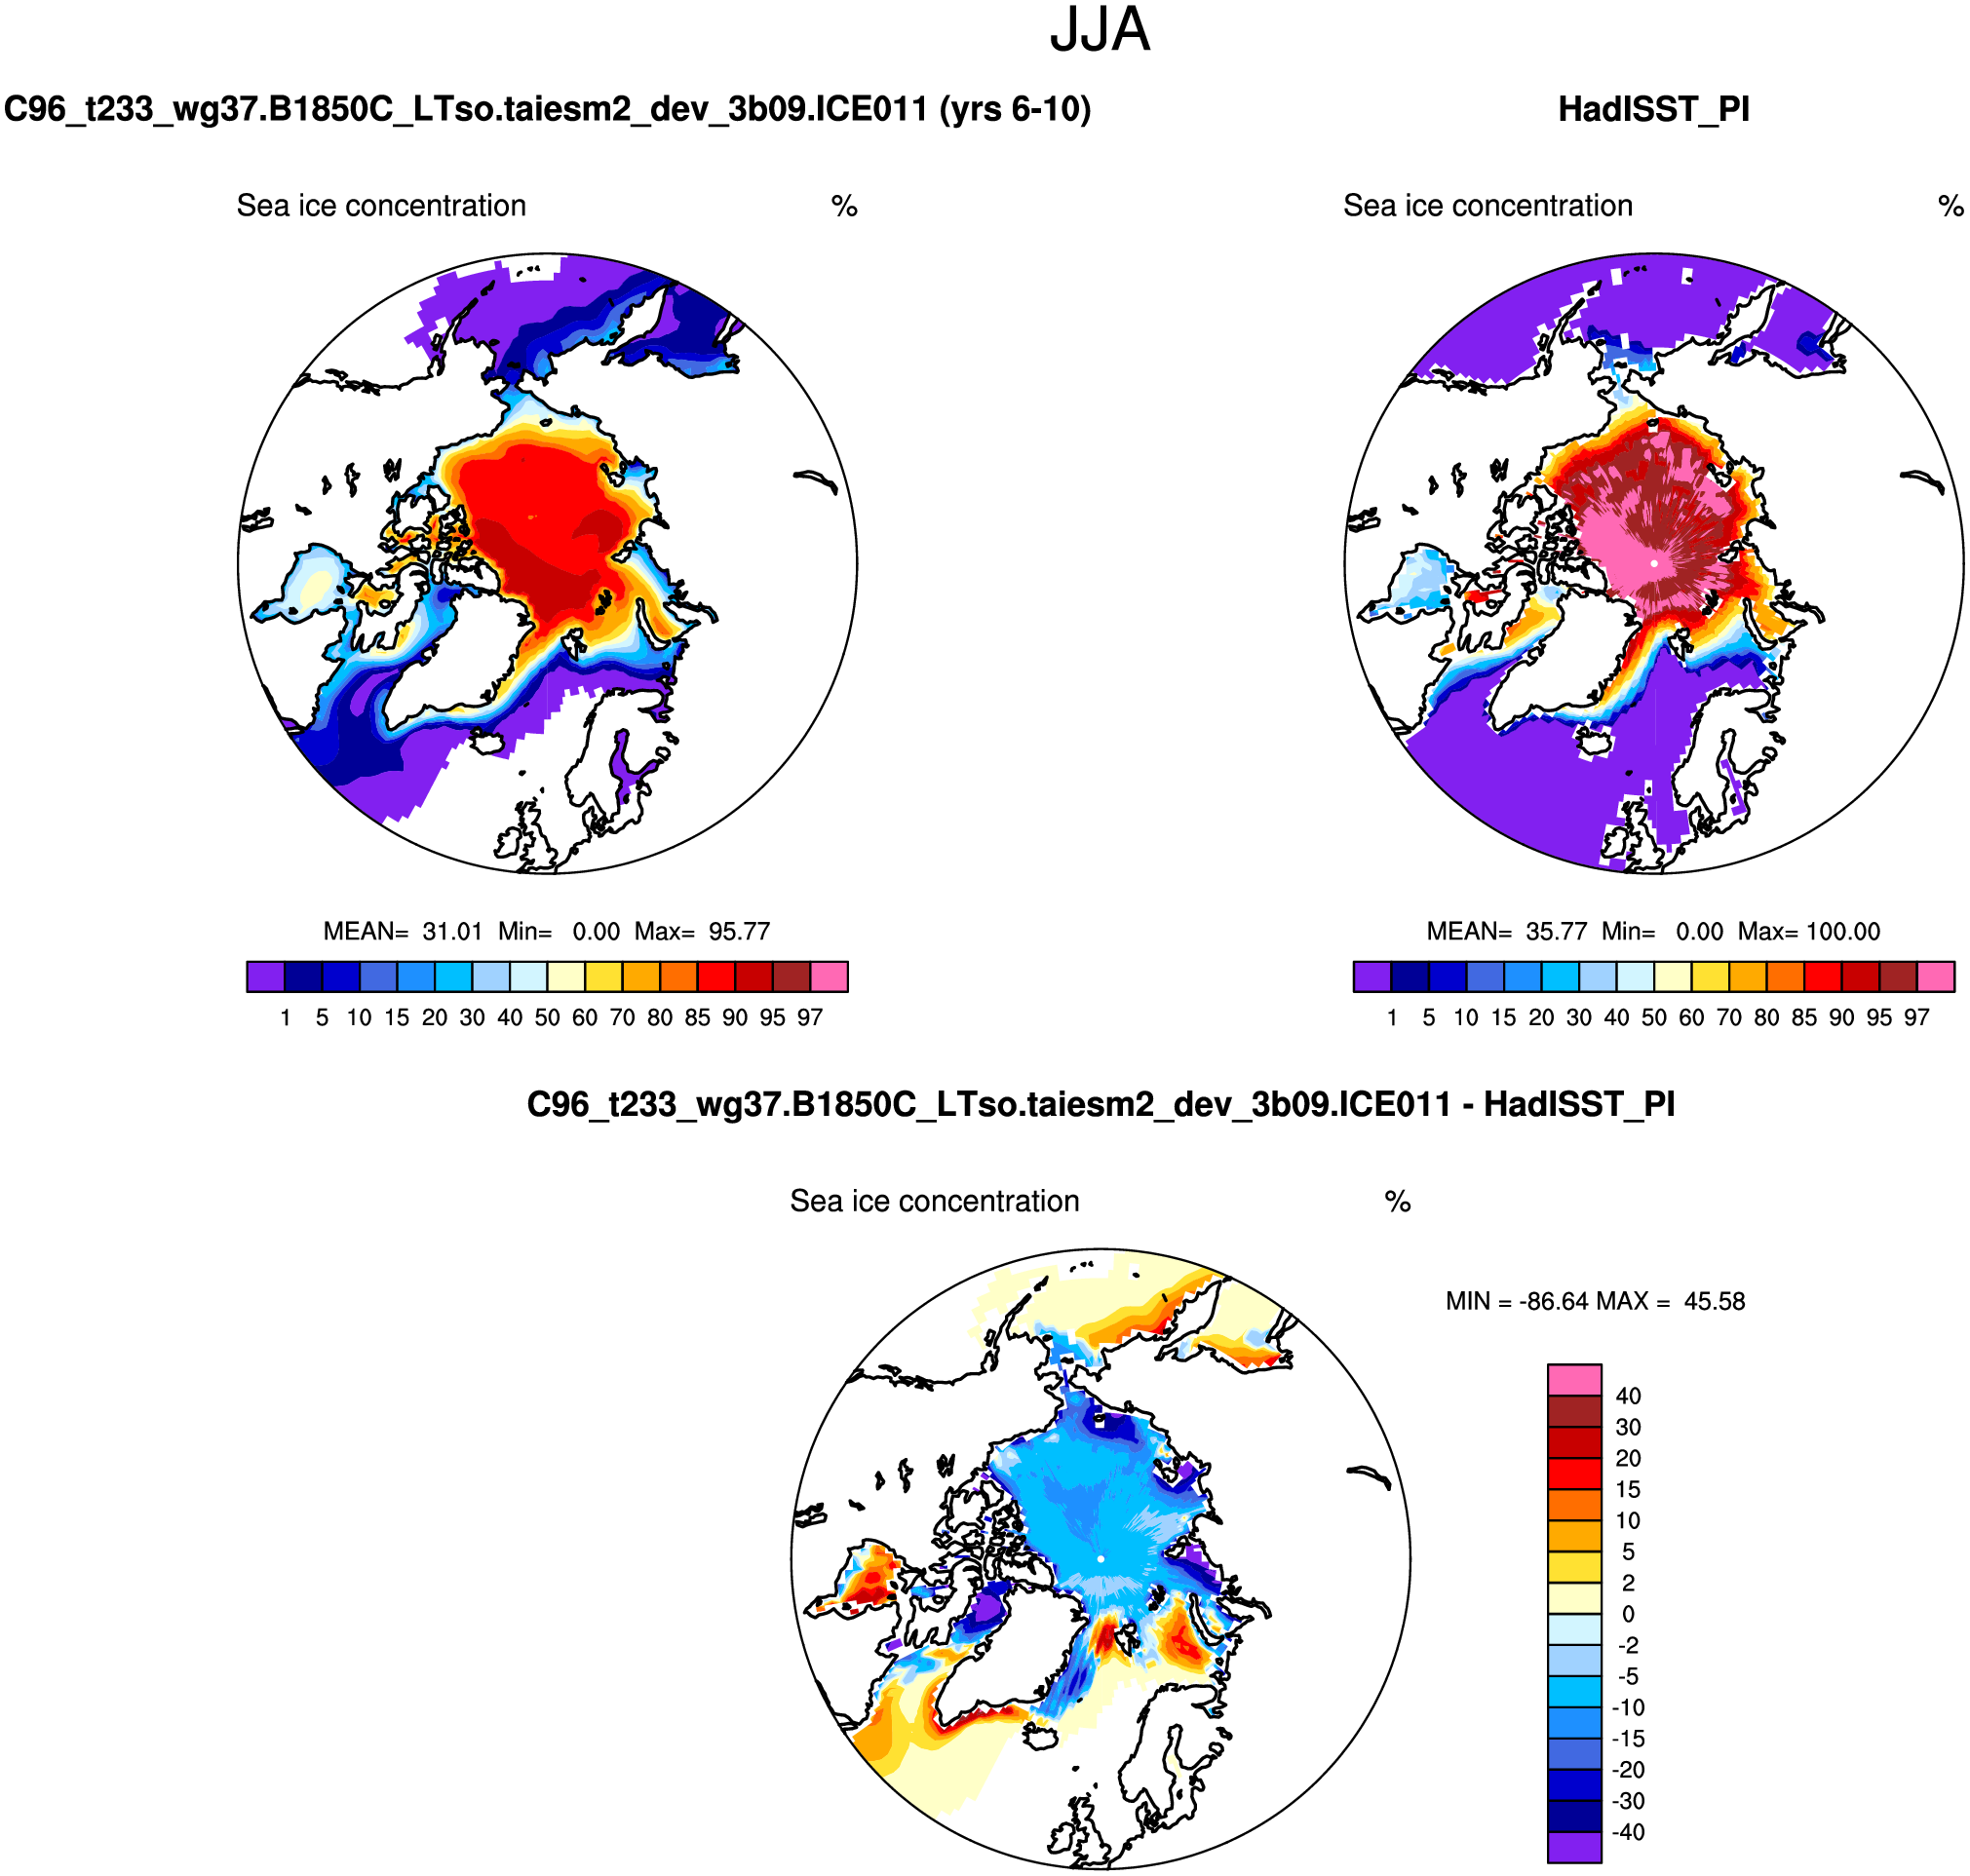 JJA
C96_t233_wg37.B1850C_LTso.taiesm2_dev_3b09.ICE011 (yrs 6-10)
HadISST_PI
Sea ice concentration %
Sea ice concentration %
MEAN= 31.01 Min= 0.00 Max= 95.77
MEAN= 35.77 Min= 0.00 Max= 100.00
1 5 10 15 20 30 40 50 60 70 80 85 90 95 97
1 5 10 15 20 30 40 50 60 70 80 85 90 95 97
C96_t233_wg37.B1850C_LTso.taiesm2_dev_3b09.ICE011 - HadISST_PI
Sea ice concentration %
MIN = -86.64 MAX = 45.58
40
30
20
15
10
5
2
0
-2
-5
-10
-15
-20
-30
-40